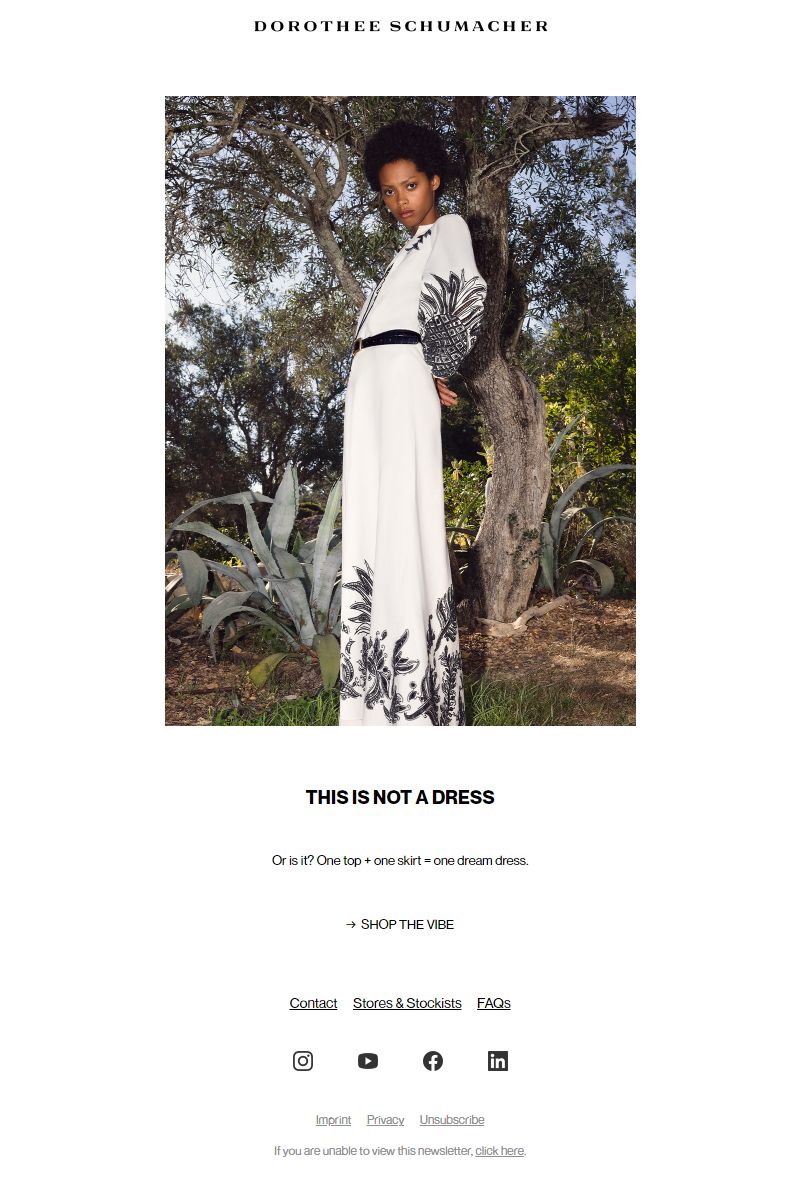 DOROTHEE SCHUMACHER
THIS IS NOT A DRESS
Or is it? One top + one skirt = one dream dress.
→ SHOP THE VIBE
Contact Stores & Stockists FAQs
Imprint Privacy Unsubscribe
If you are unable to view this newsletter, click here.